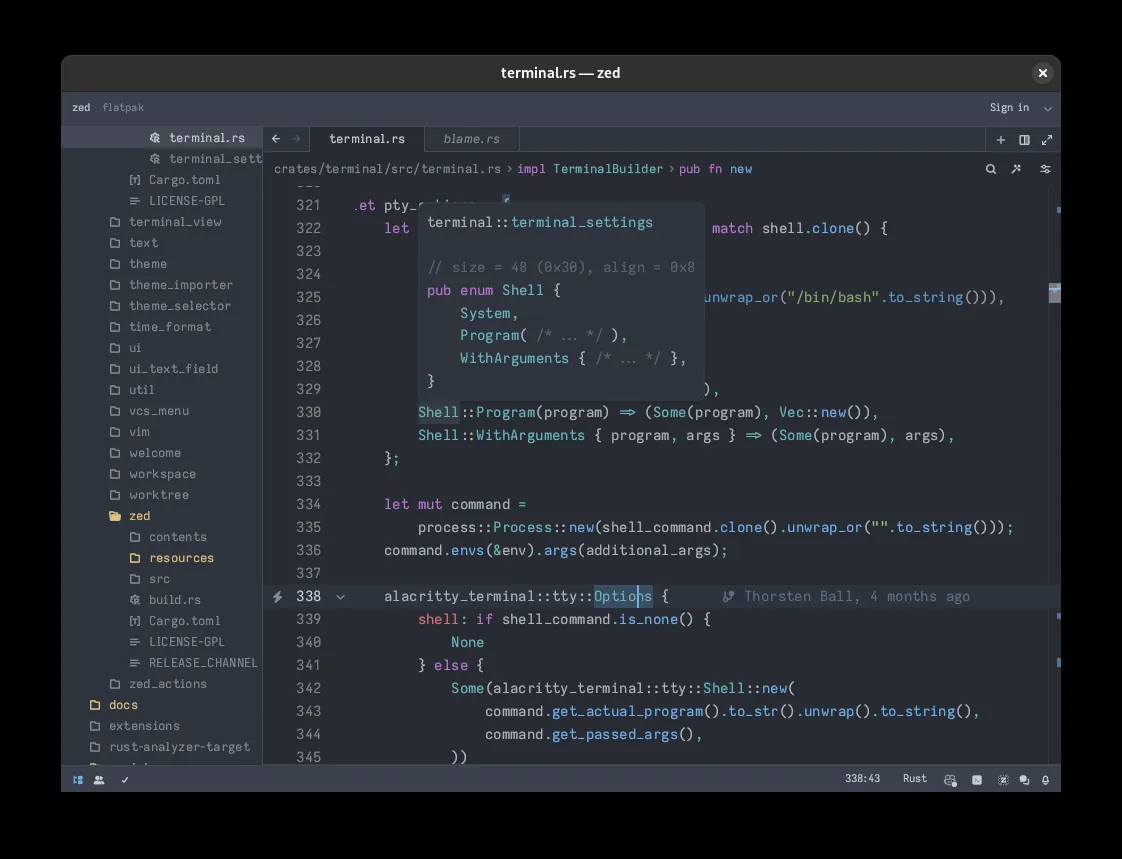 terminal.rs — zed
zed flatpak
Sign in
terminal.rs
terminal_sett
Cargo.toml
LICENSE-GPL
terminal_view
text
theme
theme_importer
theme_selector
time_format
ui
ui_text_field
util
vcs_menu
vim
welcome
workspace
worktree
zed
contents
resources
src
build.rs
Cargo.toml
LICENSE-GPL
RELEASE_CHANNEL
zed_actions
docs
extensions
rust-analyzer-target
terminal.rs blame.rs
crates/terminal/src/terminal.rs › impl TerminalBuilder › pub fn new
321 .et pty_ {
322 let match shell.clone() {
323
324
325 unwrap_or("/bin/bash".to_string())),
326
327
328
329 ),
terminal::terminal_settings
// size = 48 (0x30), align = 0x8
pub enum Shell {
System,
Program( /* ... */ ),
WithArguments { /* ... */ },
}
330 Shell::Program(program) => (Some(program), Vec::new()),
331 Shell::WithArguments { program, args } => (Some(program), args),
332 };
333
334 let mut command =
335 process::Process::new(shell_command.clone().unwrap_or("".to_string()));
336 command.envs(&env).args(additional_args);
337
338 alacritty_terminal::tty::Options { Thorsten Ball, 4 months ago
339 shell: if shell_command.is_none() {
340 None
341 } else {
342 Some(alacritty_terminal::tty::Shell::new(
343 command.get_actual_program().to_str().unwrap().to_string(),
344 command.get_passed_args(),
345 ))
338:43 Rust